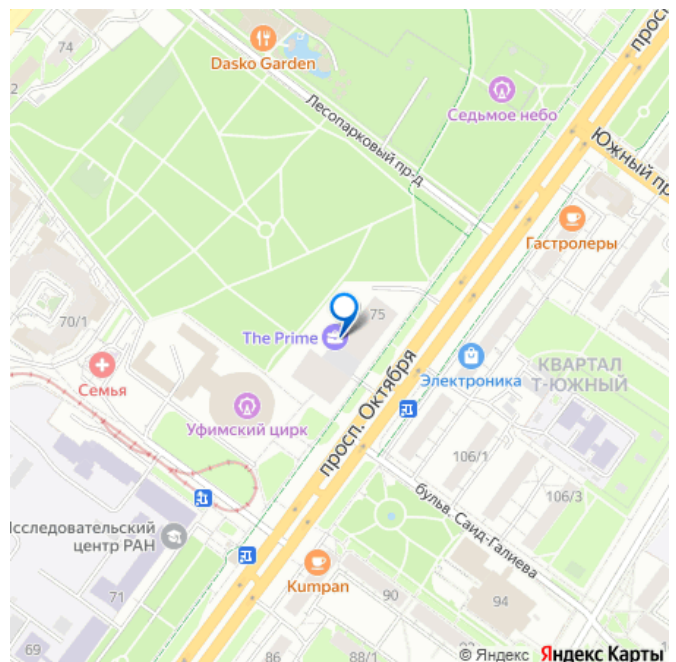 74
2
Dasko Garden
просп.
Седьмое небо
Лесопарковый пр-д
Южный пр.
Гастролеры
75
70/1
The Prime
Семья
Электроника
КВАРТАЛ
Т-ЮЖНЫЙ
Уфимский цирк
просп. Октября
106/1
106/3
бульв. Саид-Галиева
Исследовательский
центр РАН
Kumpan
71
90
94
69
86
88/1
© Яндекс Яндекс Карты